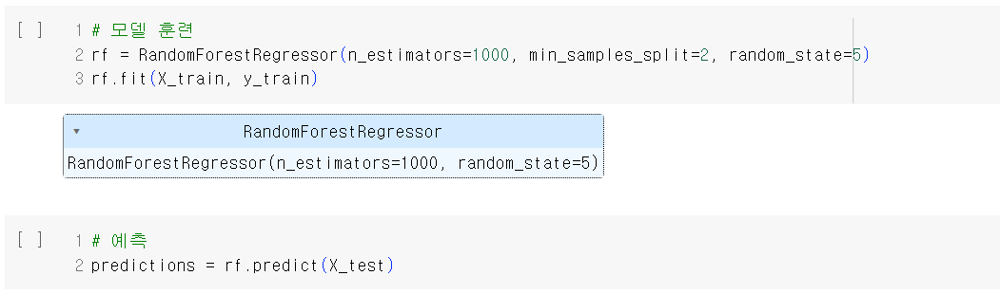 [ ]
1 # 모델 훈련
2 rf = RandomForestRegressor(n_estimators=1000, min_samples_split=2, random_state=5)
3 rf.fit(X_train, y_train)
▾ RandomForestRegressor
RandomForestRegressor(n_estimators=1000, random_state=5)
[ ]
1 # 예측
2 predictions = rf.predict(X_test)